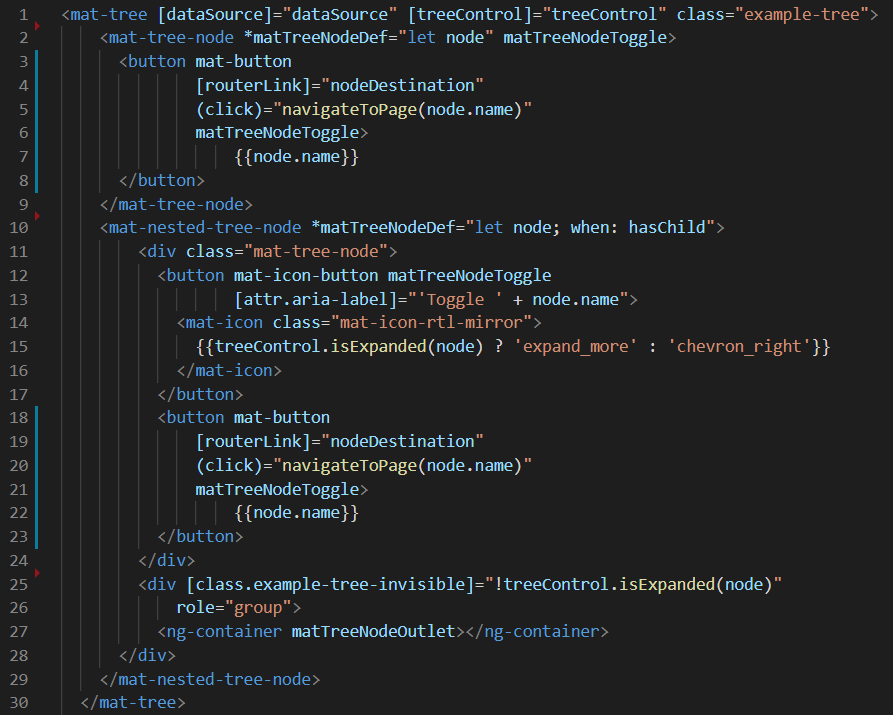 1 <mat-tree [dataSource]="dataSource" [treeControl]="treeControl" class="example-tree">
2 <mat-tree-node *matTreeNodeDef="let node" matTreeNodeToggle>
3 <button mat-button
4 [routerLink]="nodeDestination"
5 (click)="navigateToPage(node.name)"
6 matTreeNodeToggle>
7 {{node.name}}
8 </button>
9 </mat-tree-node>
10 <mat-nested-tree-node *matTreeNodeDef="let node; when: hasChild">
11 <div class="mat-tree-node">
12 <button mat-icon-button matTreeNodeToggle
13 [attr.aria-label]="'Toggle ' + node.name">
14 <mat-icon class="mat-icon-rtl-mirror">
15 {{treeControl.isExpanded(node) ? 'expand_more' : 'chevron_right'}}
16 </mat-icon>
17 </button>
18 <button mat-button
19 [routerLink]="nodeDestination"
20 (click)="navigateToPage(node.name)"
21 matTreeNodeToggle>
22 {{node.name}}
23 </button>
24 </div>
25 <div [class.example-tree-invisible]="!treeControl.isExpanded(node)"
26 role="group">
27 <ng-container matTreeNodeOutlet></ng-container>
28 </div>
29 </mat-nested-tree-node>
30 </mat-tree>